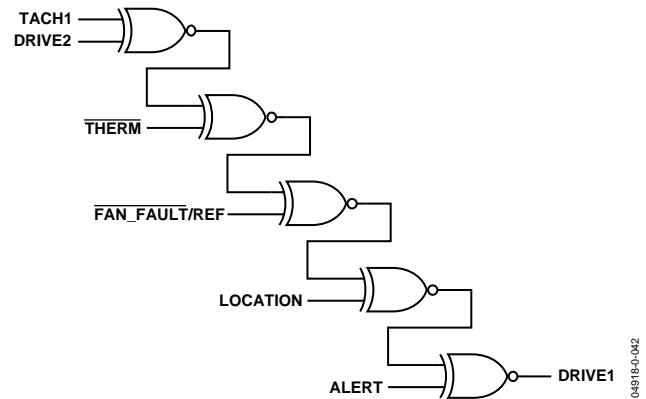 TACH1
DRIVE2
THERM
FAN_FAULT/REF
LOCATION
ALERT
DRIVE1
04918-0-042